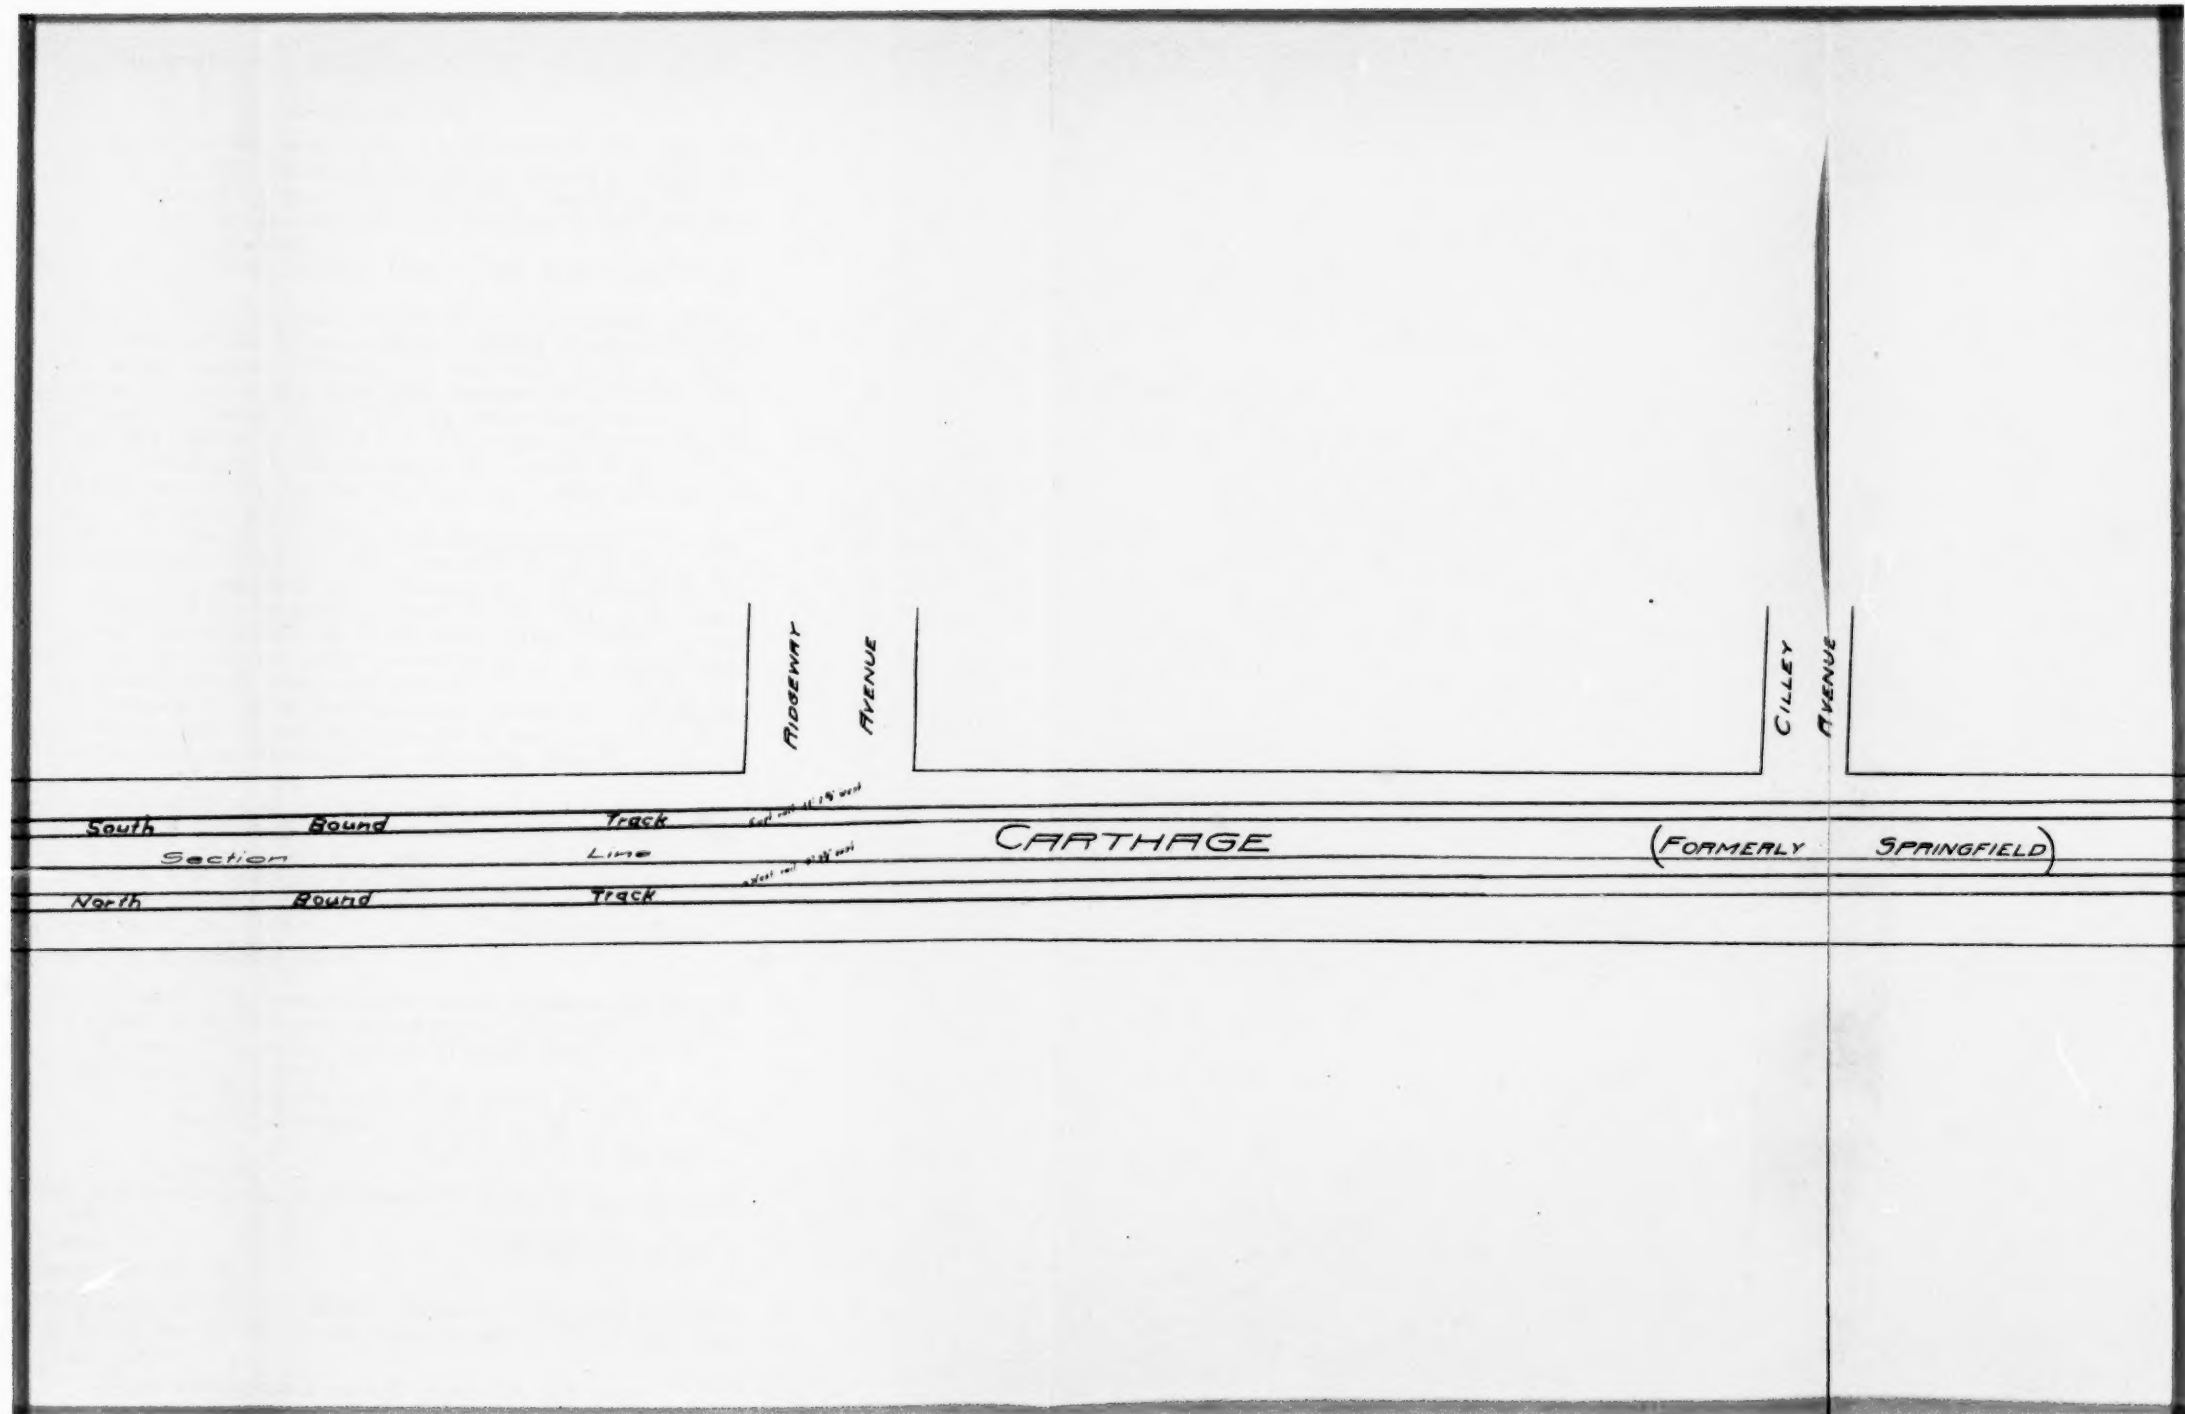 RIDGEWAY
AVENUE
CILLEY
AVENUE
South Bound Track
Section Line
CARTHAGE (FORMERLY SPRINGFIELD)
North Bound Track